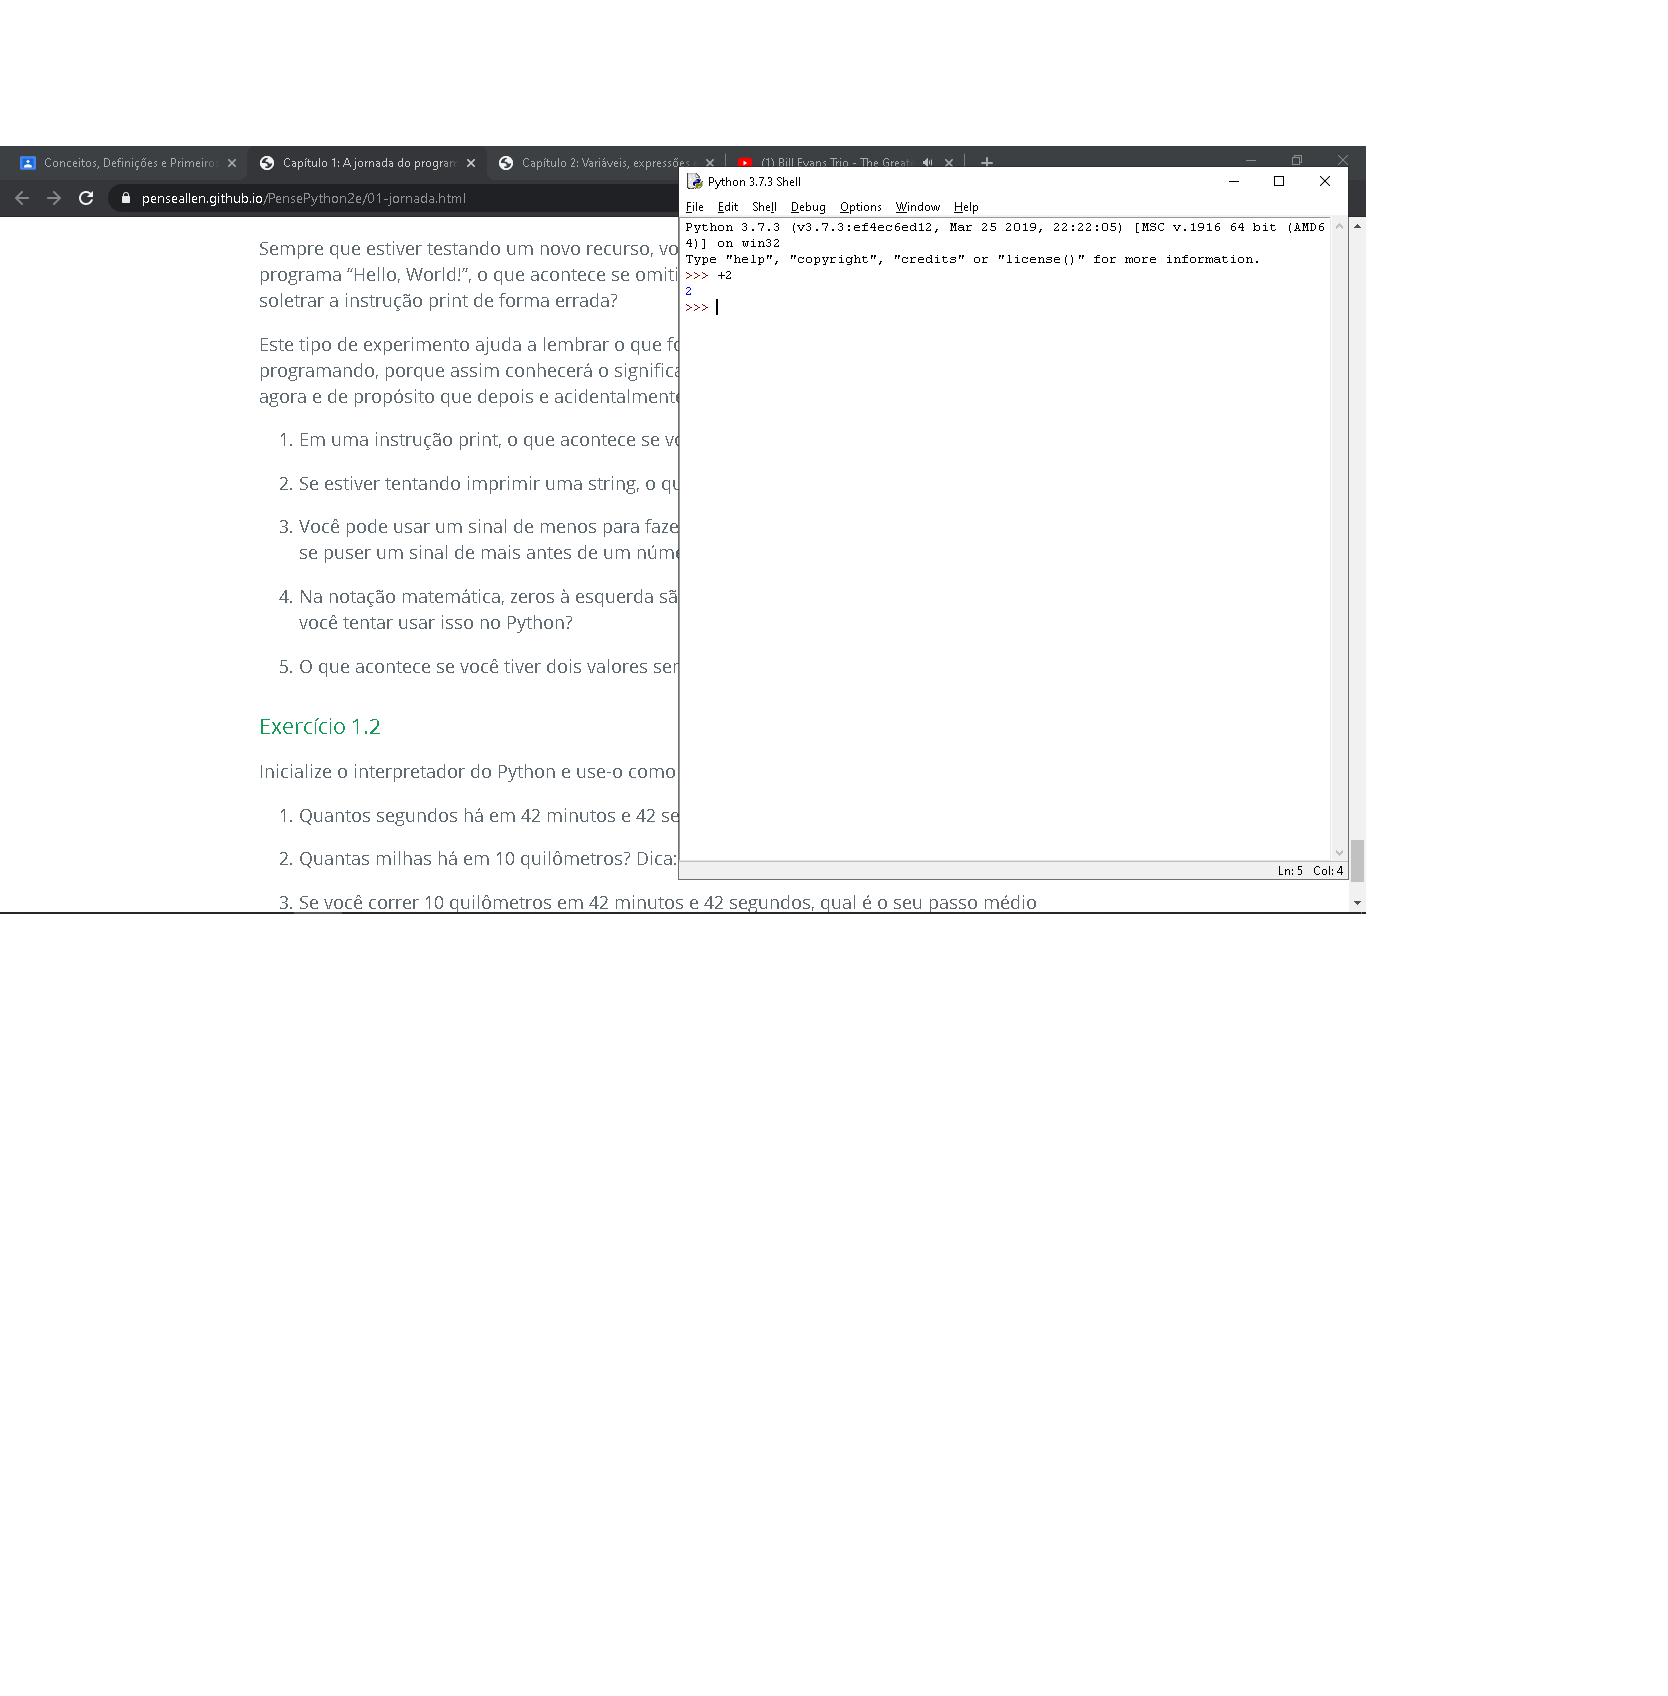 Conceitos, Definições e Primeiros
Capítulo 1: A jornada do program
Capítulo 2: Variáveis, expressões
(1) Bill Evans Trio - The Great
penseallen.github.io/PensePython2e/01-jornada.html
Sempre que estiver testando um novo recurso, vo
programa “Hello, World!”, o que acontece se omiti
soletrar a instrução print de forma errada?
Este tipo de experimento ajuda a lembrar o que fo
programando, porque assim conhecerá o signific
agora e de propósito que depois e acidentalment
1. Em uma instrução print, o que acontece se v
2. Se estiver tentando imprimir uma string, o qu
3. Você pode usar um sinal de menos para faze
se puser um sinal de mais antes de um núm
4. Na notação matemática, zeros à esquerda sã
você tentar usar isso no Python?
5. O que acontece se você tiver dois valores se
Exercício 1.2
Inicialize o interpretador do Python e use-o como
1. Quantos segundos há em 42 minutos e 42 se
2. Quantas milhas há em 10 quilômetros? Dica:
3. Se você correr 10 quilômetros em 42 minutos e 42 segundos, qual é o seu passo médio
Python 3.7.3 Shell
File Edit Shell Debug Options Window Help
Python 3.7.3 (v3.7.3:ef4ec6ed12, Mar 25 2019, 22:22:05) [MSC v.1916 64 bit (AMD6
4)] on win32
Type "help", "copyright", "credits" or "license()" for more information.
>>> +2
2
>>>
Ln: 5 Col: 4